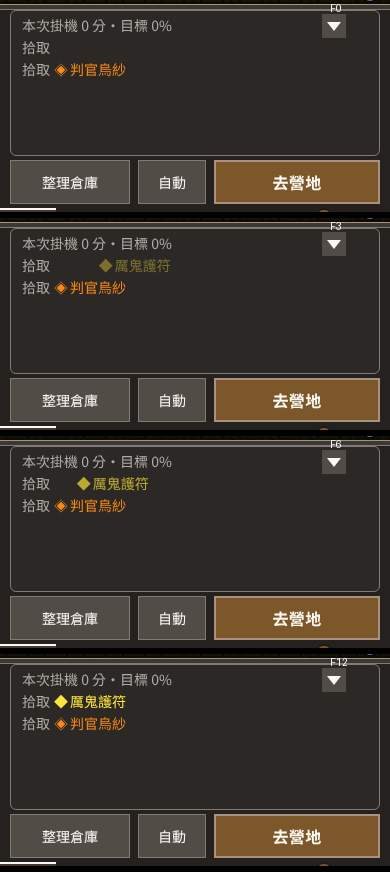 F0
本次掛機 0 分・目標 0%
拾取
拾取 ◈判官烏紗
整理倉庫 自動 去營地
F3
本次掛機 0 分・目標 0%
拾取 ◆厲鬼護符
拾取 ◈判官烏紗
整理倉庫 自動 去營地
F6
本次掛機 0 分・目標 0%
拾取 ◆厲鬼護符
拾取 ◈判官烏紗
整理倉庫 自動 去營地
F12
本次掛機 0 分・目標 0%
拾取 ◆厲鬼護符
拾取 ◈判官烏紗
整理倉庫 自動 去營地